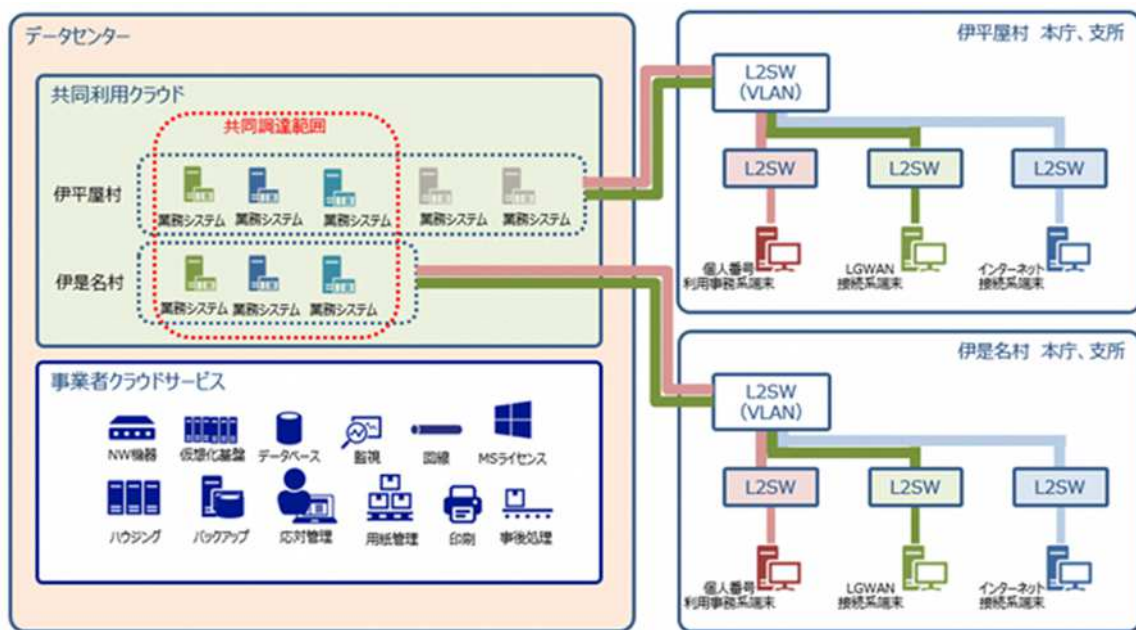 データセンター
共同利用クラウド
共同調達範囲
伊平屋村
業務システム
業務システム
業務システム
業務システム
業務システム
伊是名村
業務システム
業務システム
業務システム
事業者クラウドサービス
NW機器
仮想化基盤
データベース
監視
回線
MSライセンス
ハウジング
バックアップ
応対管理
用紙管理
印刷
事後処理
伊平屋村 本庁、支所
L2SW
(VLAN)
L2SW
L2SW
L2SW
個人番号
利用事務系端末
LGWAN
接続系端末
インターネット
接続系端末
伊是名村 本庁、支所
L2SW
(VLAN)
L2SW
L2SW
L2SW
個人番号
利用事務系端末
LGWAN
接続系端末
インターネット
接続系端末